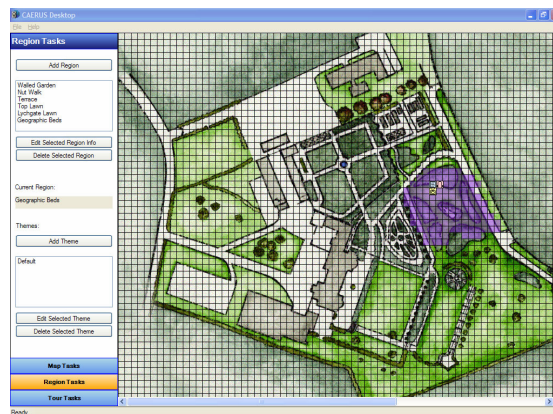 CAERUS Desktop
File Help
Region Tasks
Add Region
Walled Garden
Nut Walk
Terrace
Top Lawn
Lychgate Lawn
Geographic Beds
Edit Selected Region Info
Delete Selected Region
Current Region:
Geographic Beds
Themes:
Add Theme
Default
Edit Selected Theme
Delete Selected Theme
Map Tasks
Region Tasks
Tour Tasks
Ready